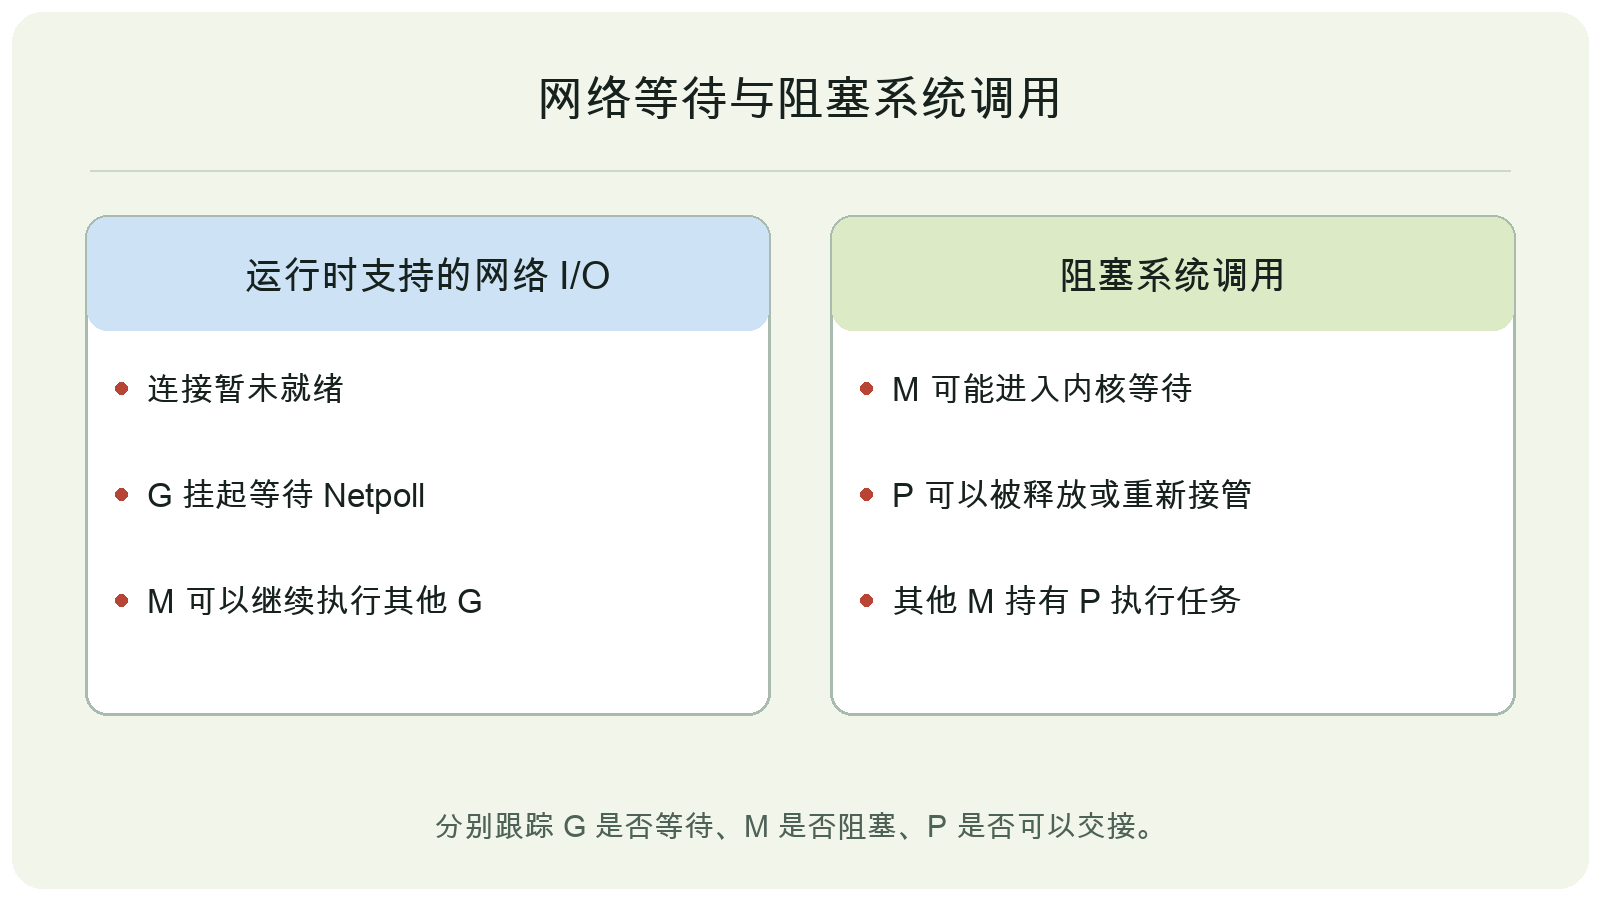 网络等待与阻塞系统调用
运行时支持的网络 I/O
连接暂未就绪
G 挂起等待 Netpoll
M 可以继续执行其他 G
阻塞系统调用
M 可能进入内核等待
P 可以被释放或重新接管
其他 M 持有 P 执行任务
分别跟踪 G 是否等待、M 是否阻塞、P 是否可以交接。